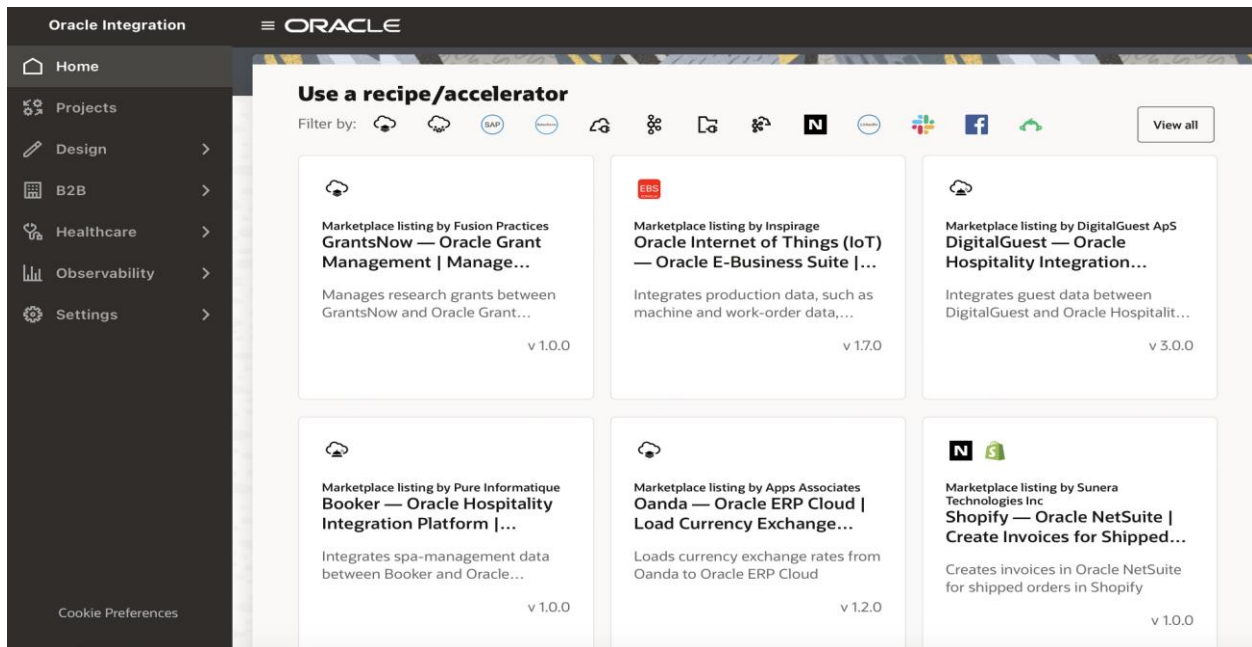 Oracle Integration
ORACLE
Home
Projects
Design
B2B
Healthcare
Observability
Settings
Cookie Preferences
Use a recipe/accelerator
Filter by:
SAP
N
View all
Marketplace listing by Fusion Practices
GrantsNow — Oracle Grant
Management | Manage...
Manages research grants between
GrantsNow and Oracle Grant...
v 1.0.0
EBS
Marketplace listing by Inspirage
Oracle Internet of Things (IoT)
— Oracle E-Business Suite |...
Integrates production data, such as
machine and work-order data,...
v 1.7.0
Marketplace listing by DigitalGuest ApS
DigitalGuest — Oracle
Hospitality Integration...
Integrates guest data between
DigitalGuest and Oracle Hospitalit...
v 3.0.0
Marketplace listing by Pure Informatique
Booker — Oracle Hospitality
Integration Platform |...
Integrates spa-management data
between Booker and Oracle...
v 1.0.0
Marketplace listing by Apps Associates
Oanda — Oracle ERP Cloud |
Load Currency Exchange...
Loads currency exchange rates from
Oanda to Oracle ERP Cloud
v 1.2.0
N
Marketplace listing by Sunera
Technologies Inc
Shopify — Oracle NetSuite |
Create Invoices for Shipped...
Creates invoices in Oracle NetSuite
for shipped orders in Shopify
v 1.0.0